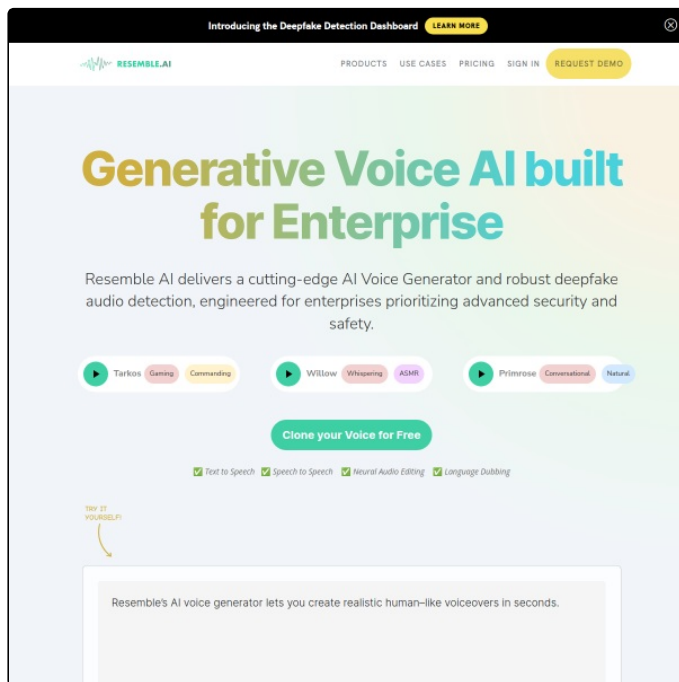 Introducing the Deepfake Detection Dashboard LEARN MORE
RESEMBLE.AI PRODUCTS USE CASES PRICING SIGN IN REQUEST DEMO
Generative Voice AI built
for Enterprise
Resemble AI delivers a cutting-edge AI Voice Generator and robust deepfake
audio detection, engineered for enterprises prioritizing advanced security and
safety.
Tarkos Gaming Commanding Willow Whispering ASMR Primrose Conversational Natural
Clone your Voice for Free
✅ Text to Speech ✅ Speech to Speech ✅ Neural Audio Editing ✅ Language Dubbing
TRY IT
YOURSELF!
Resemble's AI voice generator lets you create realistic human–like voiceovers in seconds.